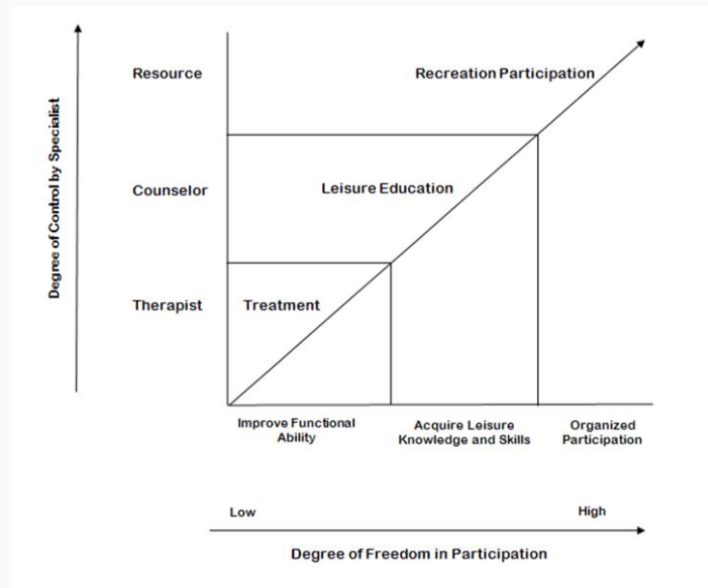 Degree of Control by Specialist
Resource
Recreation Participation
Counselor
Leisure Education
Therapist
Treatment
Improve Functional
Ability
Acquire Leisure
Knowledge and Skills
Organized
Participation
Low
High
Degree of Freedom in Participation